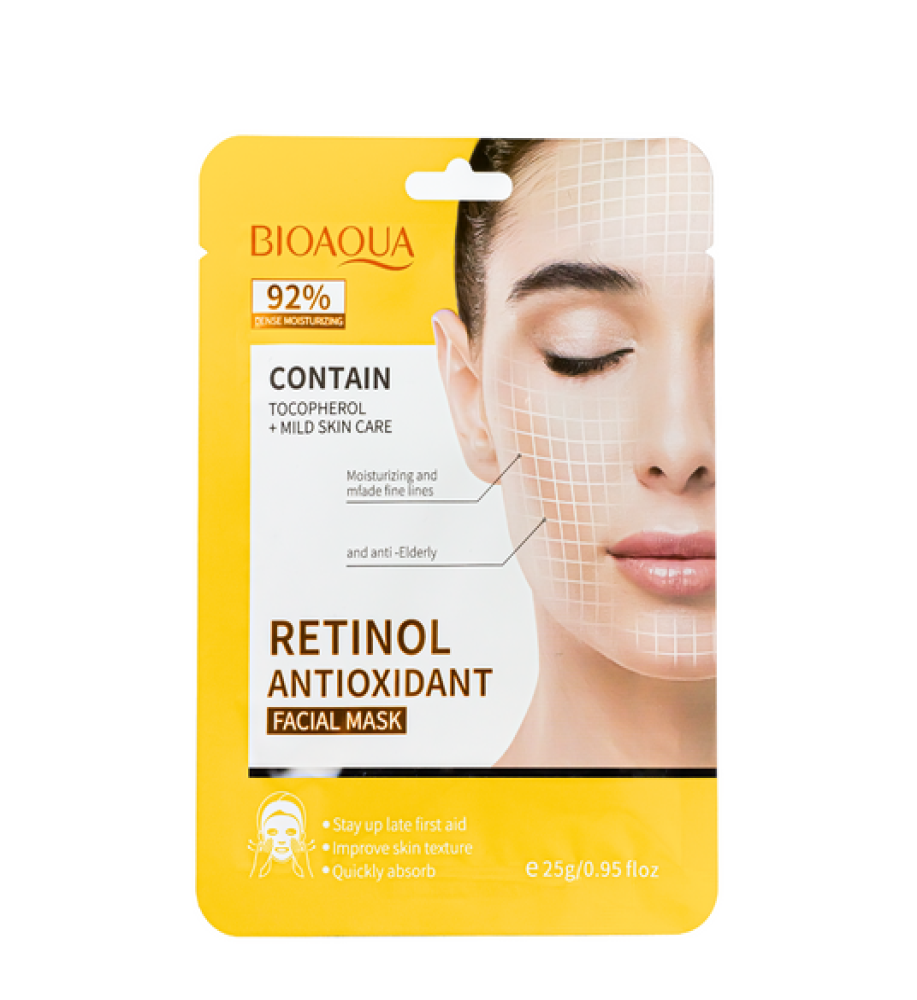 BIOAQUA
92%
DENSE MOISTURIZING
CONTAIN
TOCOPHEROL
+ MILD SKIN CARE
Moisturizing and
mfade fine lines
and anti -Elderly
RETINOL
ANTIOXIDANT
FACIAL MASK
• Stay up late first aid
• Improve skin texture
• Quickly absorb
e 25g/0.95 floz